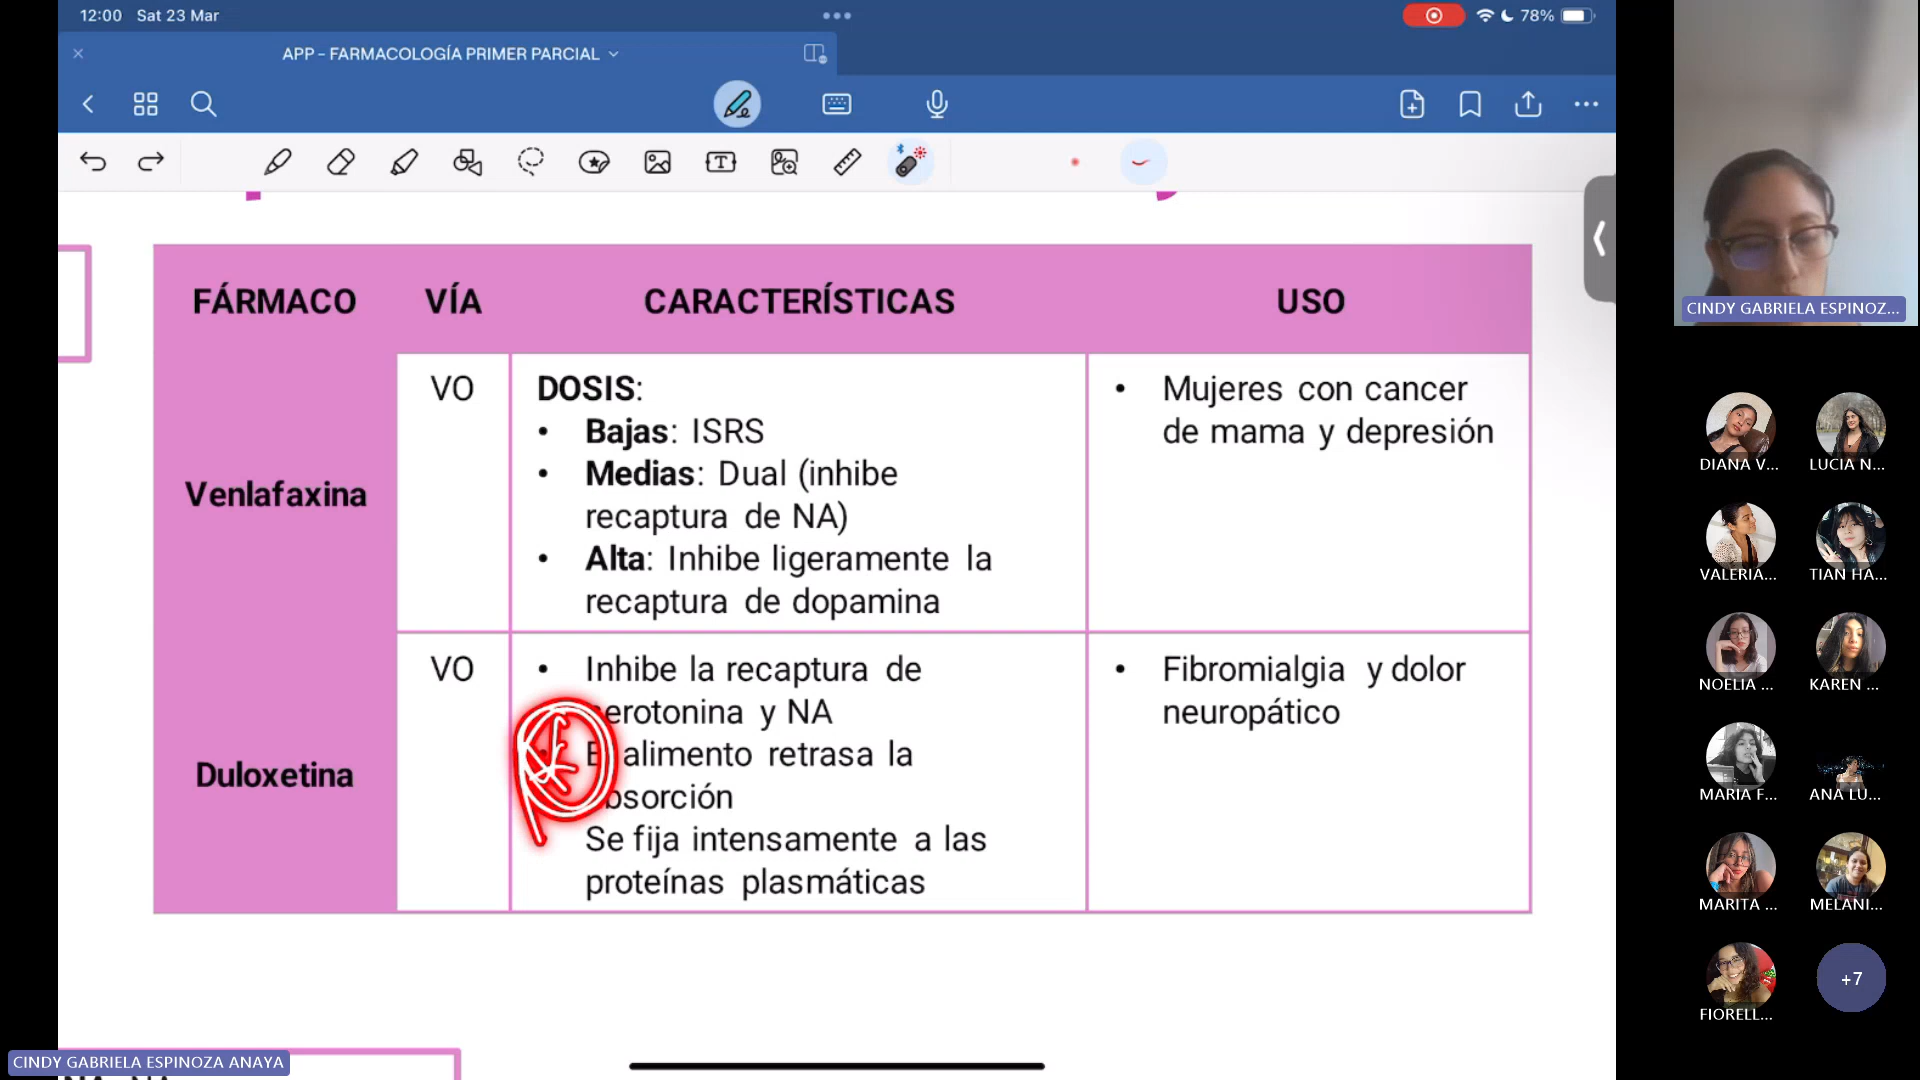 12:00 Sat 23 Mar
78%
APP - FARMACOLOGÍA PRIMER PARCIAL
FÁRMACO VÍA CARACTERÍSTICAS USO
Venlafaxina
VO
DOSIS:
• Bajas: ISRS
• Medias: Dual (inhibe
recaptura de NA)
• Alta: Inhibe ligeramente la
recaptura de dopamina
• Mujeres con cancer
de mama y depresión
Duloxetina
VO
• Inhibe la recaptura de
serotonina y NA
El alimento retrasa la
absorción
Se fija intensamente a las
proteínas plasmáticas
• Fibromialgia y dolor
neuropático
CINDY GABRIELA ESPINOZA ANAYA
CINDY GABRIELA ESPINOZ...
DIANA V...
LUCIA N...
VALERIA...
TIAN HA...
NOELIA ...
KAREN ...
MARIA F...
ANA LU...
MARITA ...
MELANI...
FIORELL...
+7